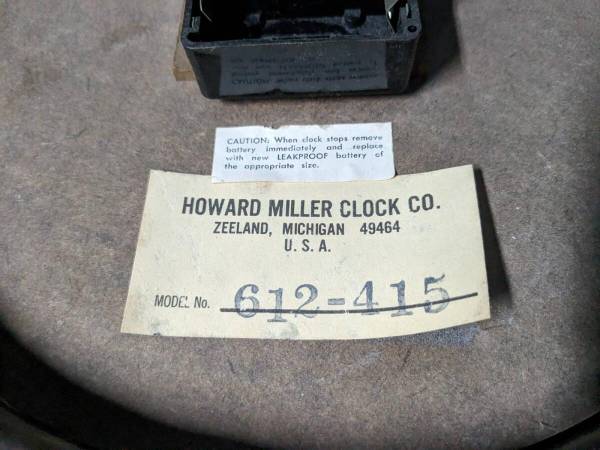 CAUTION: When clock stops remove
battery immediately and replace
with new LEAKPROOF battery of
the appropriate size.
HOWARD MILLER CLOCK CO.
ZEELAND, MICHIGAN 49464
U. S. A.
MODEL No. 612-415